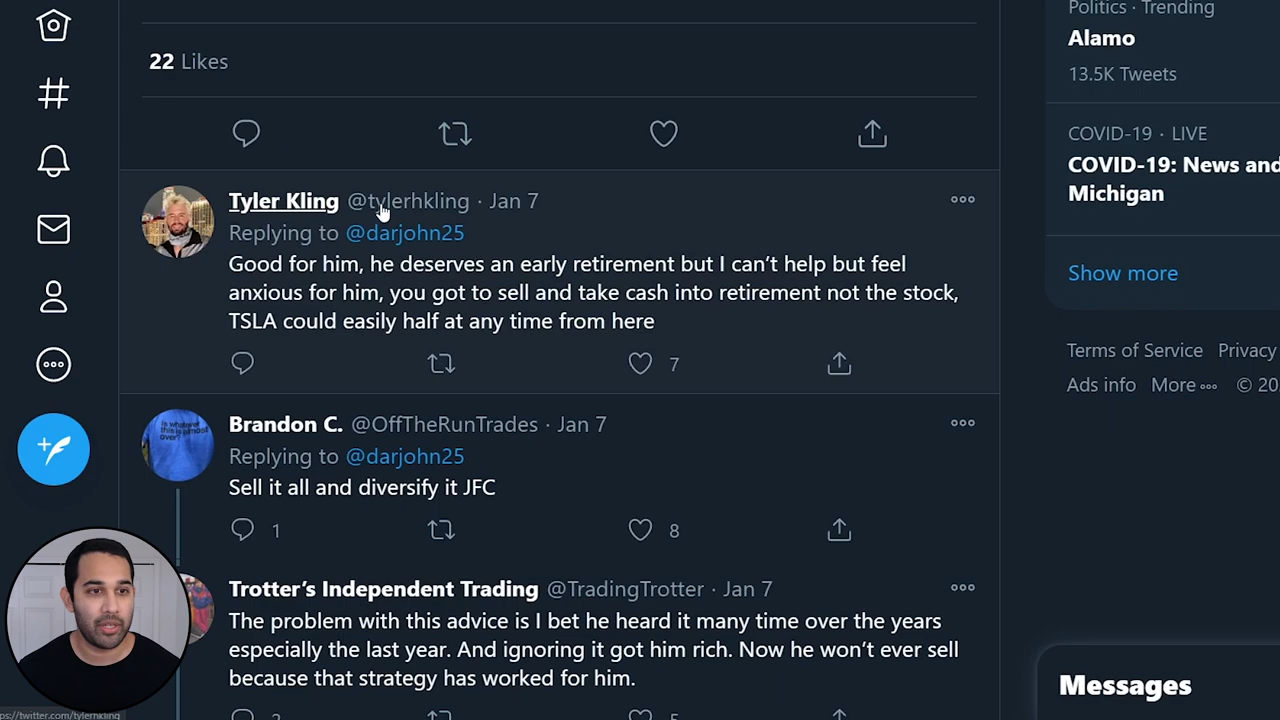 Politics · Trending
Alamo
13.5K Tweets
COVID-19 · LIVE
COVID-19: News and
Michigan
Show more
Terms of Service Privacy
Ads info More ••• © 20
22 Likes
Tyler Kling @tylerhkling · Jan 7
Replying to @darjohn25
Good for him, he deserves an early retirement but I can’t help but feel
anxious for him, you got to sell and take cash into retirement not the stock,
TSLA could easily half at any time from here
7
Brandon C. @OffTheRunTrades · Jan 7
Replying to @darjohn25
Sell it all and diversify it JFC
1 8
Trotter’s Independent Trading @TradingTrotter · Jan 7
The problem with this advice is I bet he heard it many time over the years
especially the last year. And ignoring it got him rich. Now he won’t ever sell
because that strategy has worked for him.
Messages
ps://twitter.com/tylerhkling